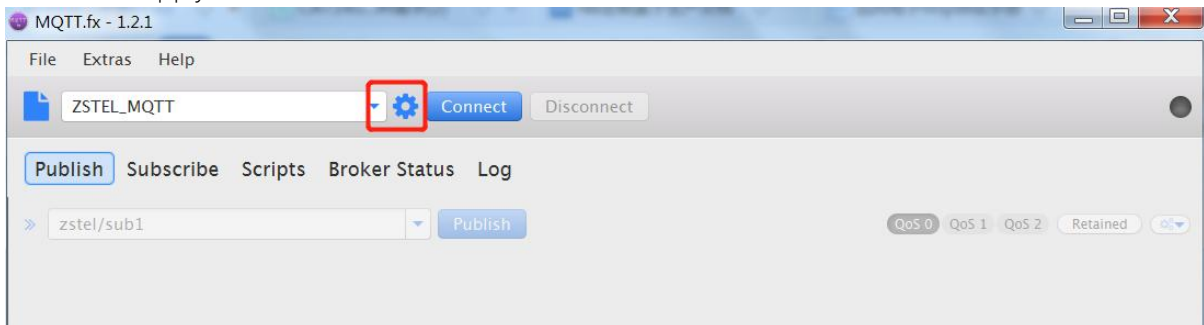 MQTT.fx - 1.2.1
File Extras Help
ZSTEL_MQTT Connect Disconnect
Publish Subscribe Scripts Broker Status Log
zstel/sub1 Publish QoS 0 QoS 1 QoS 2 Retained